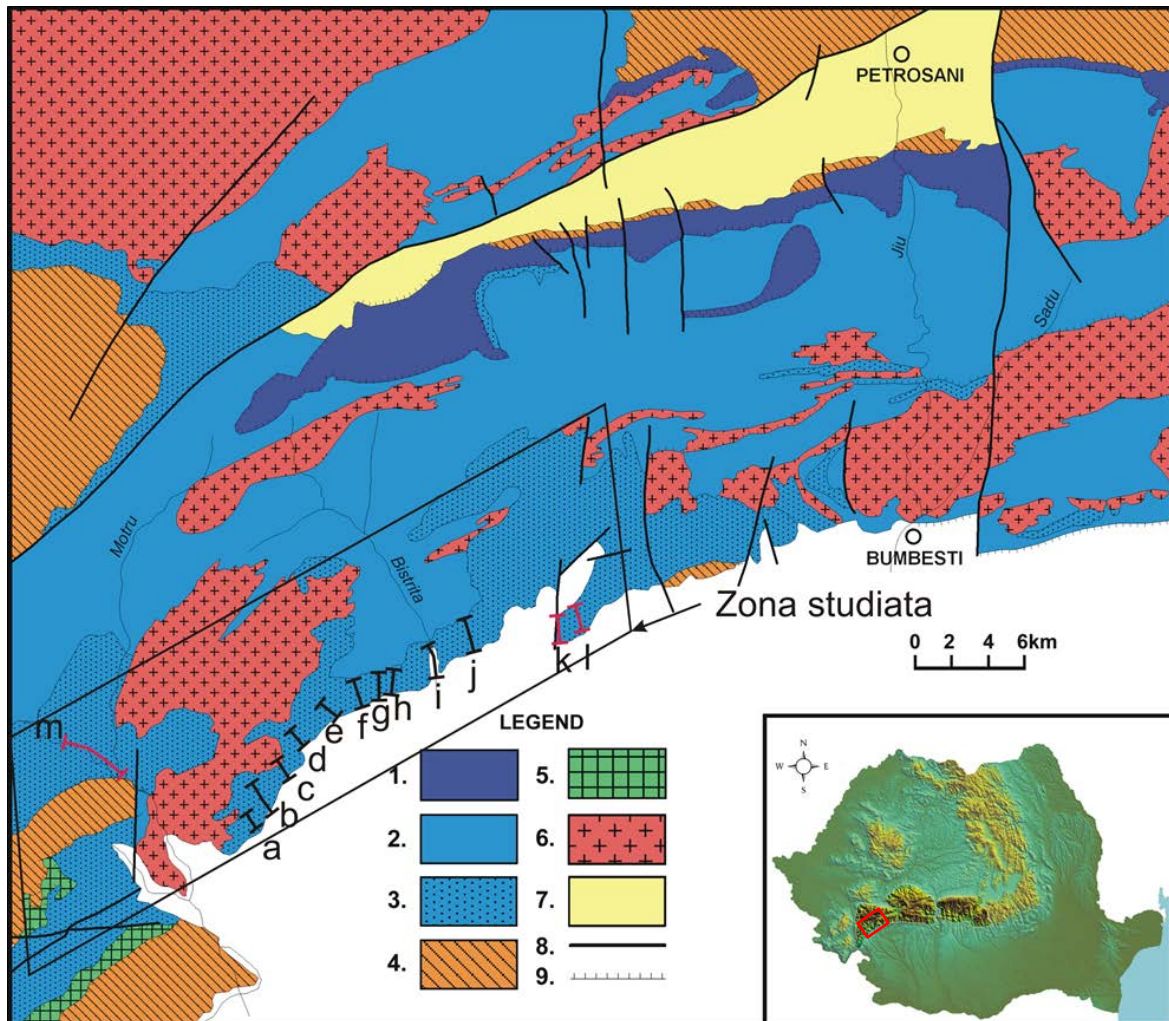 PETROSANI
Jiu
Sadu
Motru
Bistrita
BUMBESTI
Zona studiata
0 2 4 6km
m
k l
j
i
h
g
f
e
d
c
b
a
LEGEND
1.
2.
3.
4.
5.
6.
7.
8.
9.
N
W E
S